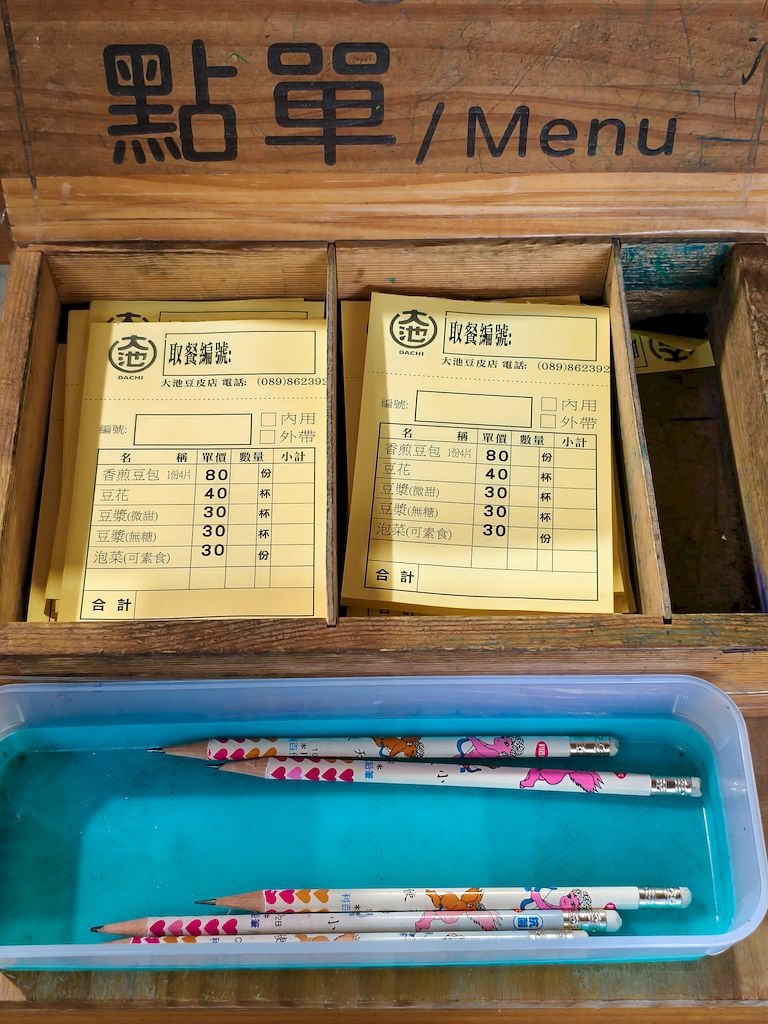 點單 / Menu
大池
DACHI
取餐編號:
大池豆皮店 電話: (089)862392
編號:
內用
外帶
名 稱 單價 數量 小計
香煎豆包 1份4片 80 份
豆花 40 杯
豆漿(微甜) 30 杯
豆漿(無糖) 30 杯
泡菜(可素食) 30 份
合計
大池
DACHI
取餐編號:
大池豆皮店 電話: (089)862392
編號:
內用
外帶
名 稱 單價 數量 小計
香煎豆包 1份4片 80 份
豆花 40 杯
豆漿(微甜) 30 杯
豆漿(無糖) 30 杯
泡菜(可素食) 30 份
合計
小
2B
小